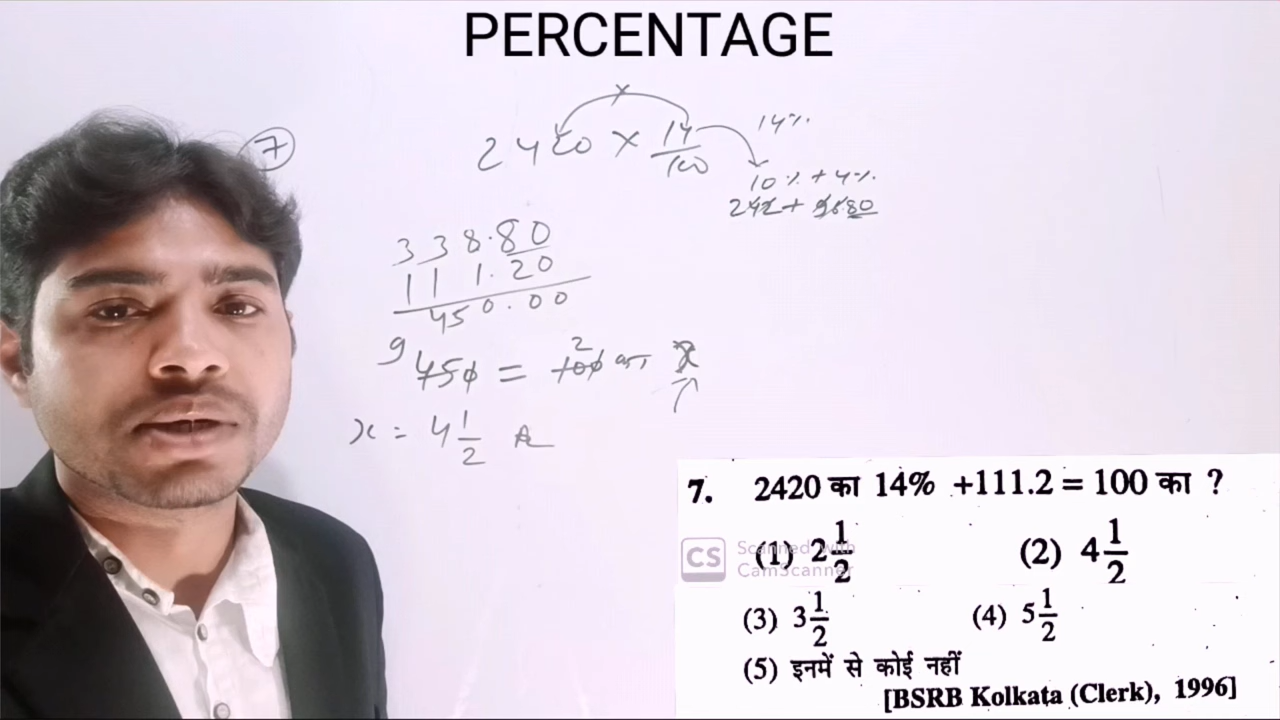 PERCENTAGE
7
2420 × 14/100
14%
10% + 4%
242 + 96.80
338.80
111.20
450.00
9
2
450 = 100 का x
x = 4 1/2
7. 2420 का 14% +111.2 = 100 का ?
(1) 2 1/2 (2) 4 1/2
CS Scanned with
CamScanner
(3) 3 1/2 (4) 5 1/2
(5) इनमें से कोई नहीं
[BSRB Kolkata (Clerk), 1996]